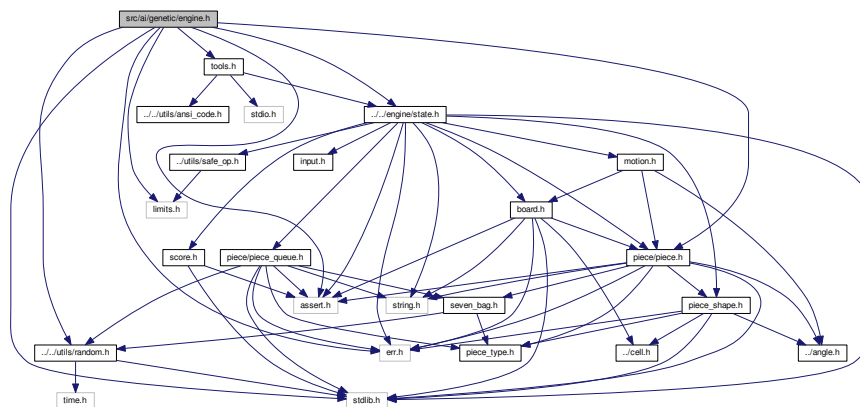 src/ai/genetic/engine.h
tools.h
../../utils/ansi_code.h
stdio.h
../../engine/state.h
../utils/safe_op.h
input.h
motion.h
limits.h
board.h
score.h
piece/piece_queue.h
piece/piece.h
assert.h
string.h
seven_bag.h
piece_shape.h
../../utils/random.h
err.h
piece_type.h
../cell.h
../angle.h
time.h
stdlib.h